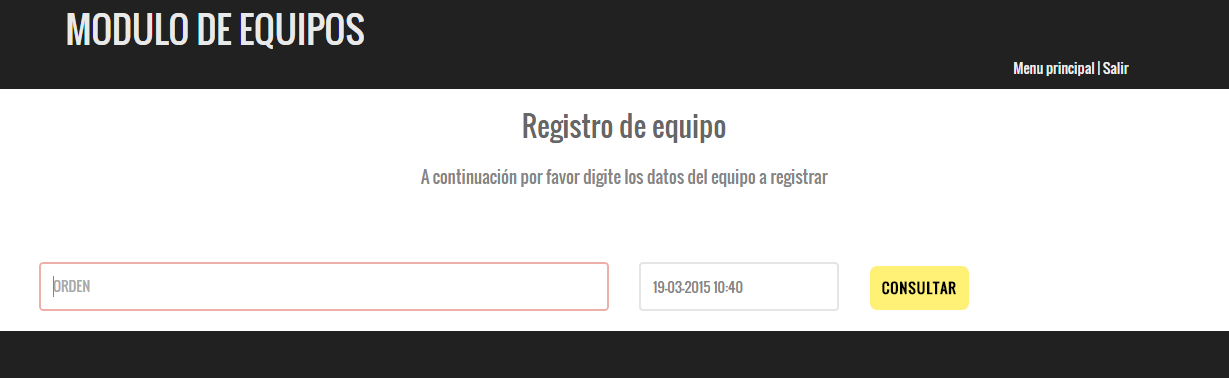 MODULO DE EQUIPOS
Menu principal | Salir
Registro de equipo
A continuación por favor digite los datos del equipo a registrar
ORDEN
19-03-2015 10:40
CONSULTAR